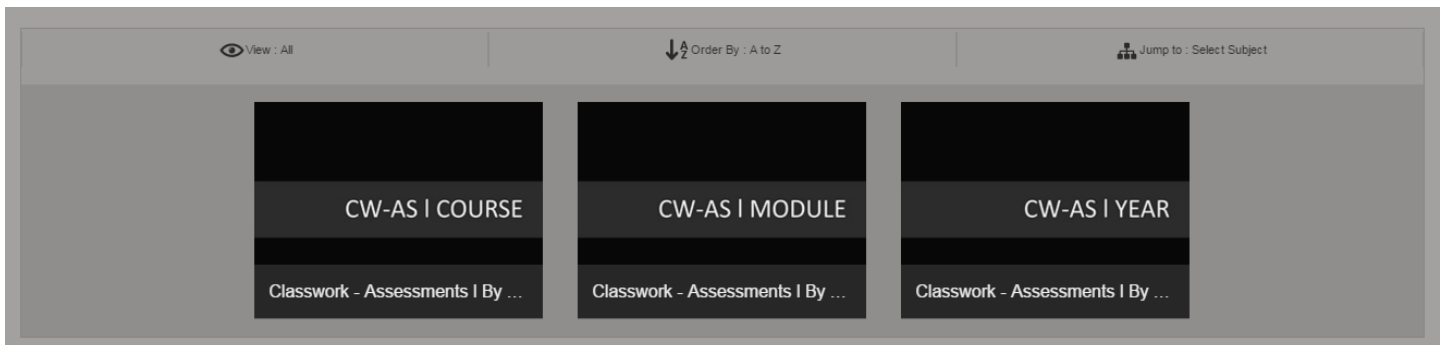 View : All
Order By : A to Z
Jump to : Select Subject
CW-AS l COURSE
CW-AS l MODULE
CW-AS l YEAR
Classwork - Assessments l By ...
Classwork - Assessments l By ...
Classwork - Assessments l By ...